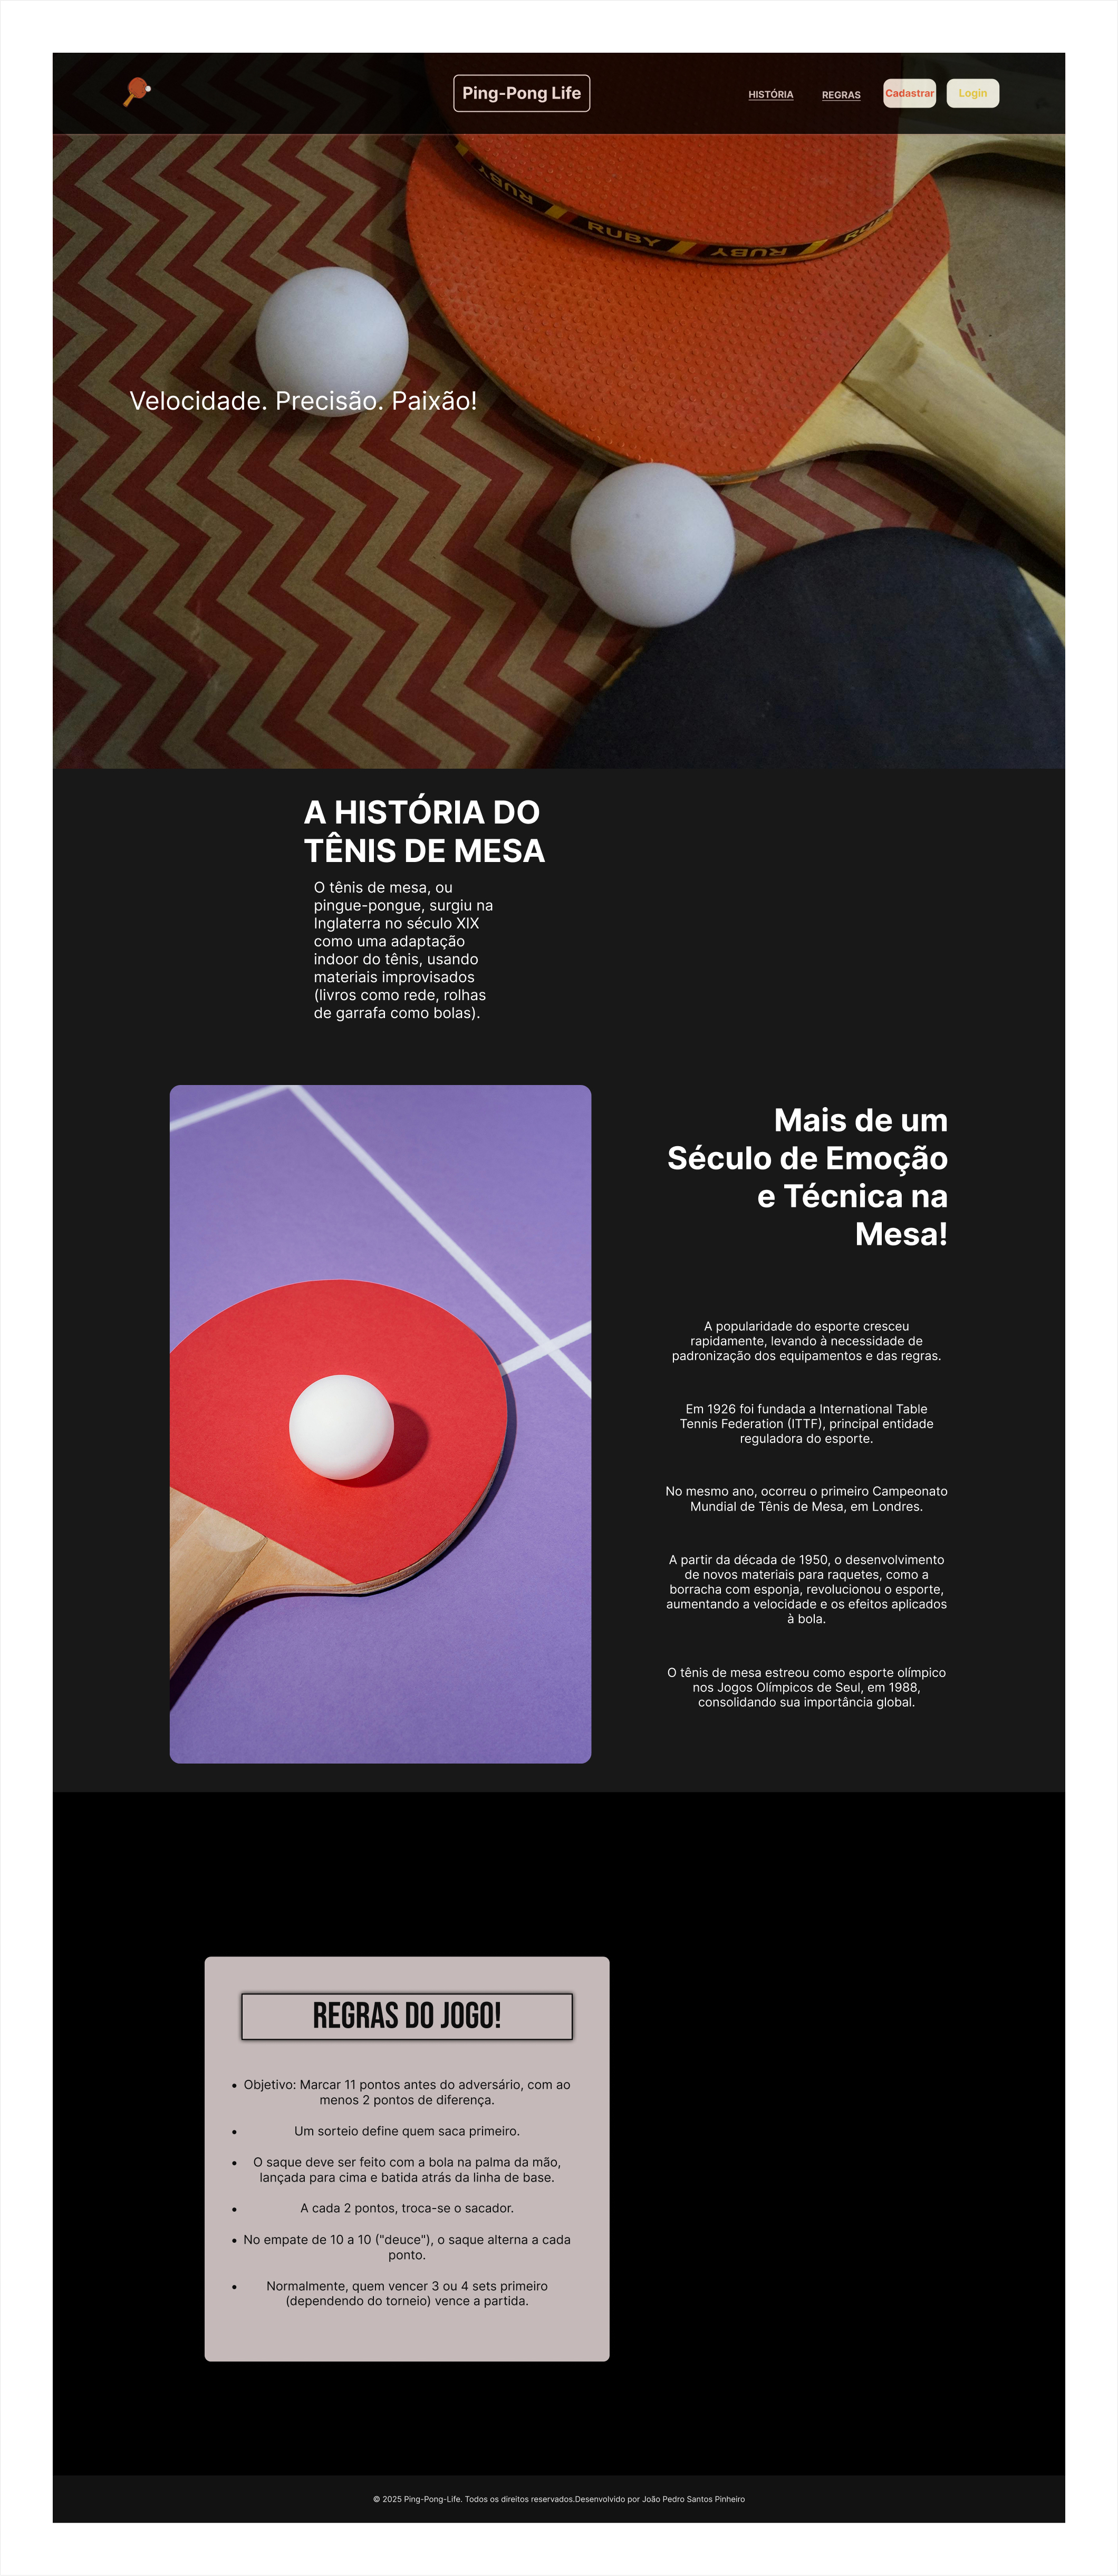 Ping-Pong Life
HISTÓRIA
REGRAS
Cadastrar
Login
RUBY
RUBY
RUBY
RUBY
Velocidade. Precisão. Paixão!
A HISTÓRIA DO
TÊNIS DE MESA
O tênis de mesa, ou
pingue-pongue, surgiu na
Inglaterra no século XIX
como uma adaptação
indoor do tênis, usando
materiais improvisados
(livros como rede, rolhas
de garrafa como bolas).
Mais de um
Século de Emoção
e Técnica na
Mesa!
A popularidade do esporte cresceu
rapidamente, levando à necessidade de
padronização dos equipamentos e das regras.
Em 1926 foi fundada a International Table
Tennis Federation (ITTF), principal entidade
reguladora do esporte.
No mesmo ano, ocorreu o primeiro Campeonato
Mundial de Tênis de Mesa, em Londres.
A partir da década de 1950, o desenvolvimento
de novos materiais para raquetes, como a
borracha com esponja, revolucionou o esporte,
aumentando a velocidade e os efeitos aplicados
à bola.
O tênis de mesa estreou como esporte olímpico
nos Jogos Olímpicos de Seul, em 1988,
consolidando sua importância global.
REGRAS DO JOGO!
• Objetivo: Marcar 11 pontos antes do adversário, com ao
menos 2 pontos de diferença.
• Um sorteio define quem saca primeiro.
• O saque deve ser feito com a bola na palma da mão,
lançada para cima e batida atrás da linha de base.
• A cada 2 pontos, troca-se o sacador.
• No empate de 10 a 10 ("deuce"), o saque alterna a cada
ponto.
• Normalmente, quem vencer 3 ou 4 sets primeiro
(dependendo do torneio) vence a partida.
© 2025 Ping-Pong-Life. Todos os direitos reservados.Desenvolvido por João Pedro Santos Pinheiro